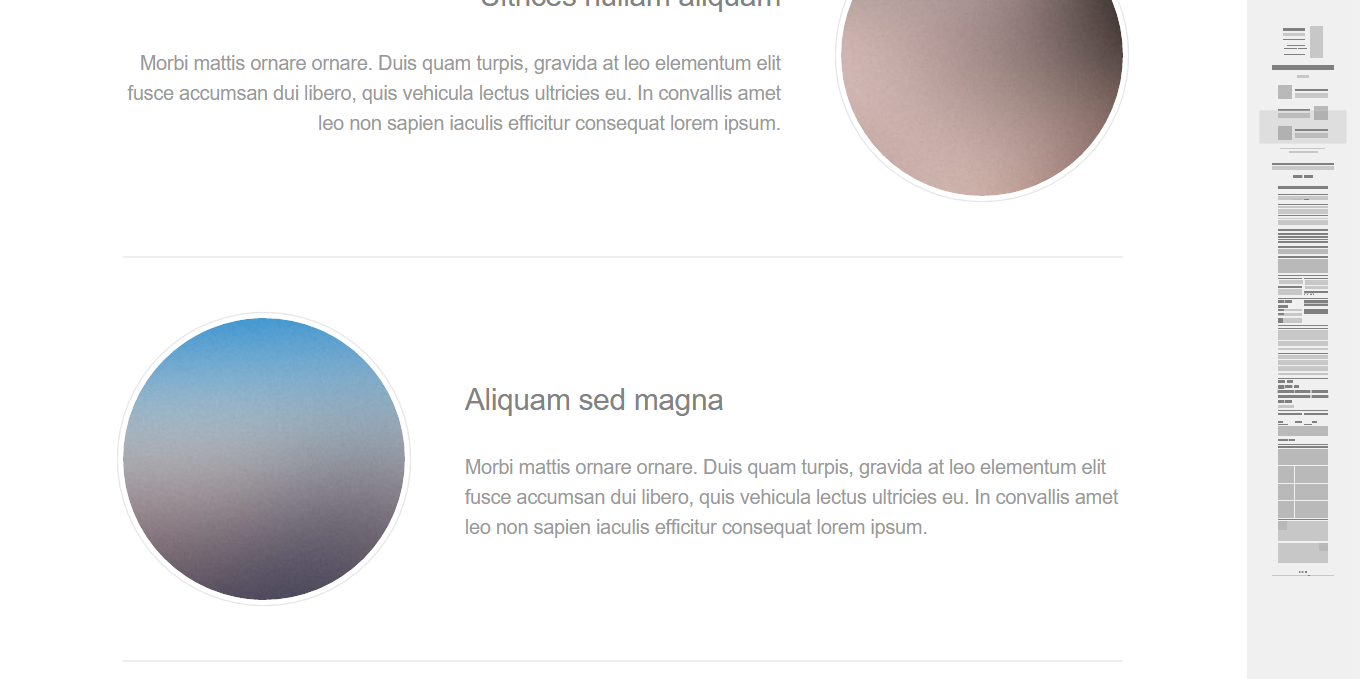 Ultrices nullam aliquam
Morbi mattis ornare ornare. Duis quam turpis, gravida at leo elementum elit
fusce accumsan dui libero, quis vehicula lectus ultricies eu. In convallis amet
leo non sapien iaculis efficitur consequat lorem ipsum.
Aliquam sed magna
Morbi mattis ornare ornare. Duis quam turpis, gravida at leo elementum elit
fusce accumsan dui libero, quis vehicula lectus ultricies eu. In convallis amet
leo non sapien iaculis efficitur consequat lorem ipsum.